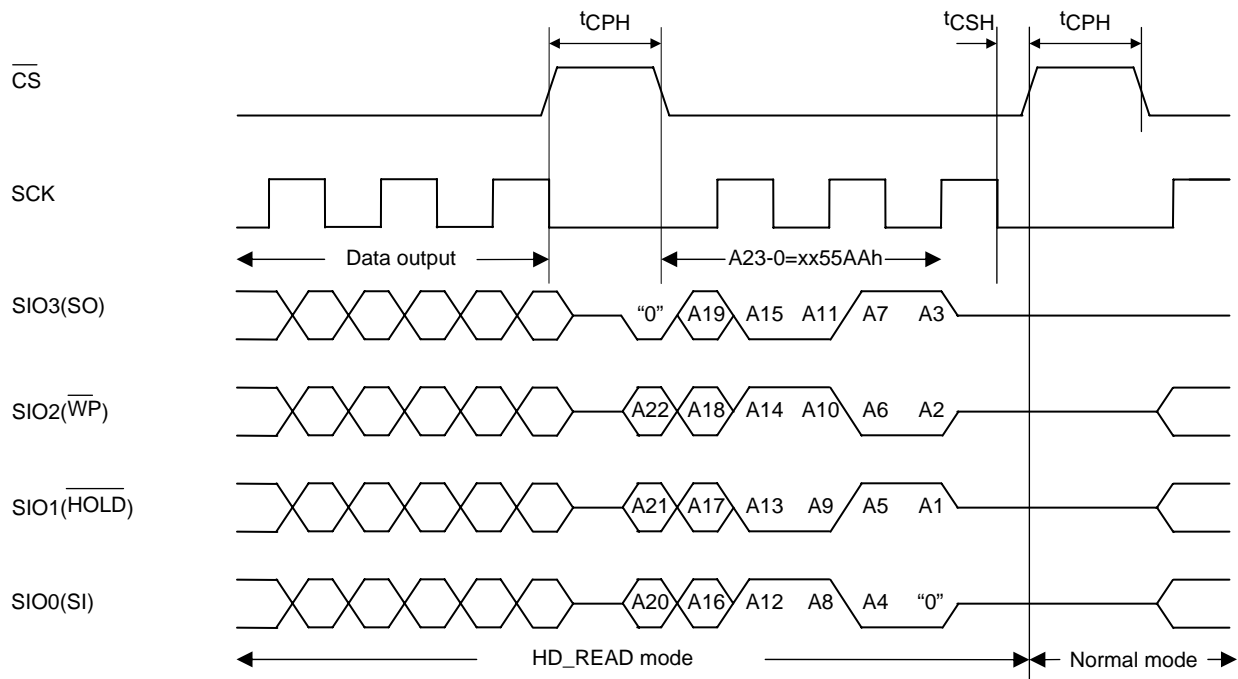 tCPH tCSH tCPH
CS
SCK
Data output A23-0=xx55AAh
SIO3(SO) “0” A19 A15 A11 A7 A3
SIO2(WP) A22 A18 A14 A10 A6 A2
SIO1(HOLD) A21 A17 A13 A9 A5 A1
SIO0(SI) A20 A16 A12 A8 A4 “0”
HD_READ mode Normal mode